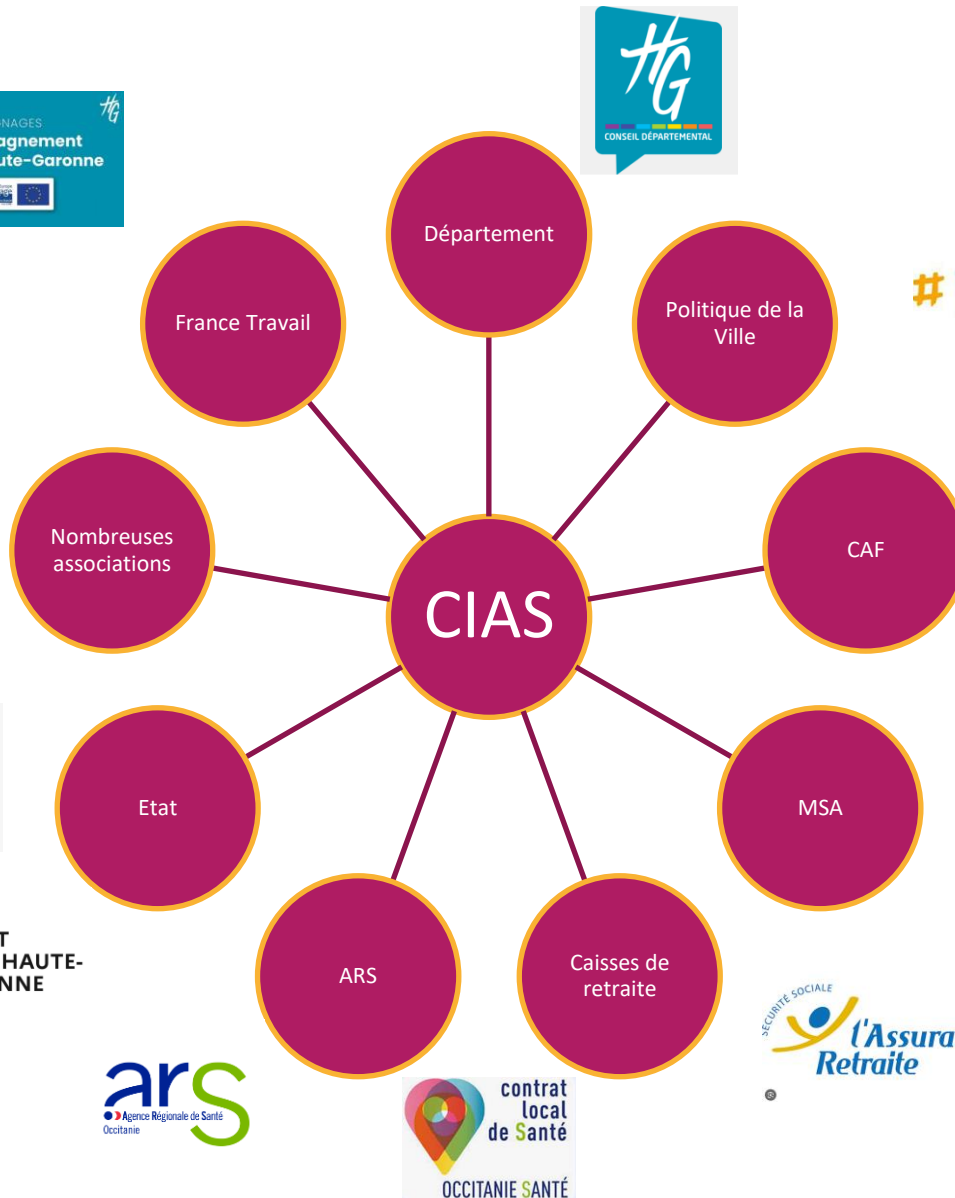 HG
CONSEIL DÉPARTEMENTAL
HG
ute-Garonne
Département
France Travail
Politique de la
Ville
#
Nombreuses
associations
CAF
CIAS
Etat
MSA
T
HAUTE-
NNE
ARS
Caisses de
retraite
SÉCURITÉ SOCIALE
l'Assura
Retraite
ars
Agence Régionale de Santé
Occitanie
contrat
local
de Santé
OCCITANIE SANTÉ